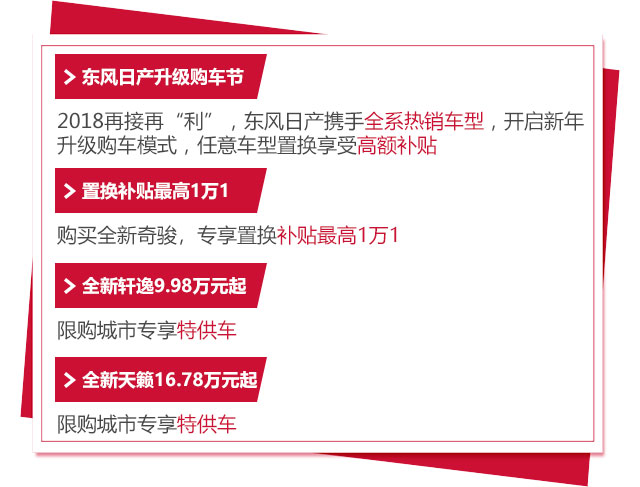 东风日产升级购车节
2018再接再“利”，东风日产携手全系热销车型，开启新年
升级购车模式，任意车型置换享受高额补贴
置换补贴最高1万1
购买全新奇骏，专享置换补贴最高1万1
全新轩逸9.98万元起
限购城市专享特供车
全新天籁16.78万元起
限购城市专享特供车